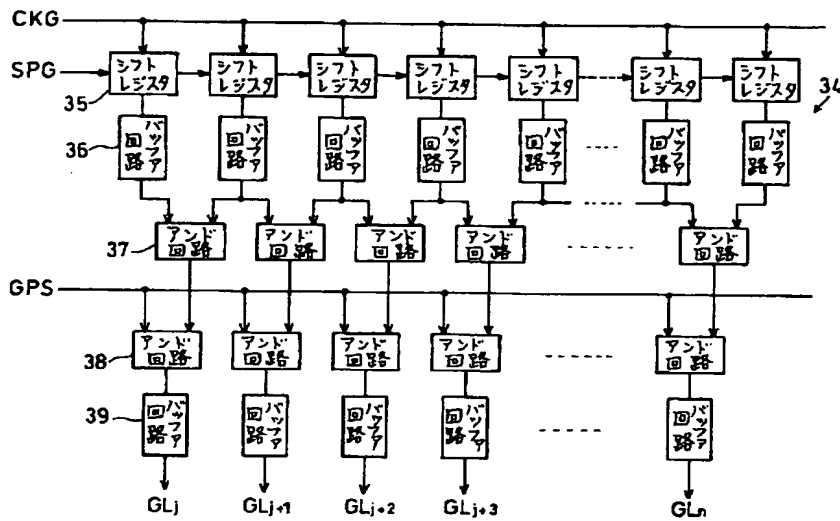 CKG
SPG
シフト シフト シフト シフト シフト シフト シフト
レジスタ レジスタ レジスタ レジスタ レジスタ レジスタ レジスタ
34
35
36
バッファ回路 バッファ回路 バッファ回路 バッファ回路 バッファ回路 バッファ回路 バッファ回路
アンド アンド アンド アンド アンド
回路 回路 回路 回路 回路
37
GPS
アンド アンド アンド アンド アンド
回路 回路 回路 回路 回路
38
39
バッファ回路 バッファ回路 バッファ回路 バッファ回路 バッファ回路
GLj GLj+1 GLj+2 GLj+3 GLn